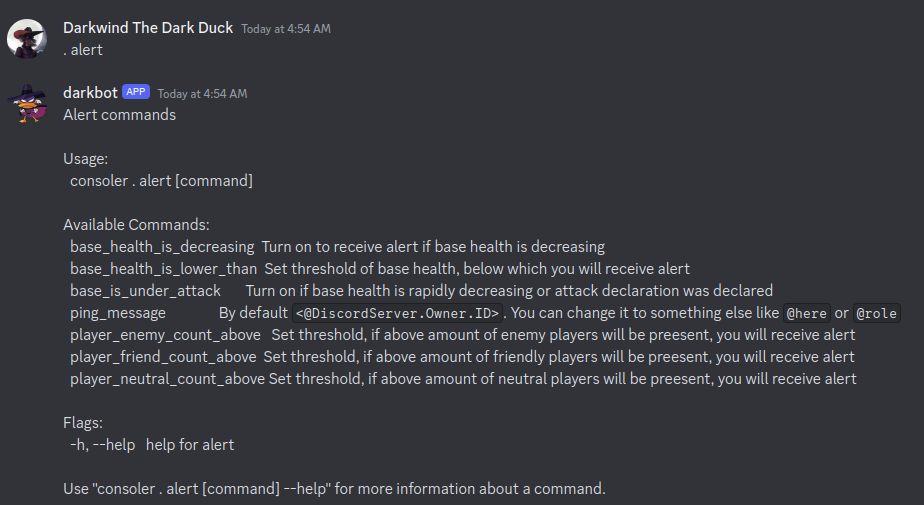 Darkwind The Dark Duck Today at 4:54 AM
. alert
darkbot APP Today at 4:54 AM
Alert commands
Usage:
consoler . alert [command]
Available Commands:
base_health_is_decreasing Turn on to receive alert if base health is decreasing
base_health_is_lower_than Set threshold of base health, below which you will receive alert
base_is_under_attack Turn on if base health is rapidly decreasing or attack declaration was declared
ping_message By default <@DiscordServer.Owner.ID>. You can change it to something else like @here or @role
player_enemy_count_above Set threshold, if above amount of enemy players will be preesent, you will receive alert
player_friend_count_above Set threshold, if above amount of friendly players will be preesent, you will receive alert
player_neutral_count_above Set threshold, if above amount of neutral players will be preesent, you will receive alert
Flags:
-h, --help help for alert
Use "consoler . alert [command] --help" for more information about a command.